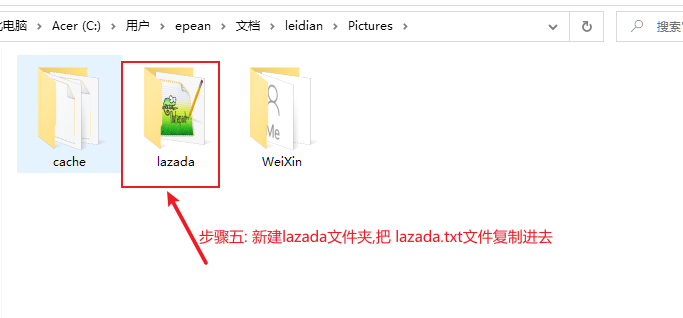 此电脑 › Acer (C:) › 用户 › epean › 文档 › leidian › Pictures ›
搜索
cache
lazada
WeiXin
步骤五: 新建lazada文件夹,把 lazada.txt文件复制进去